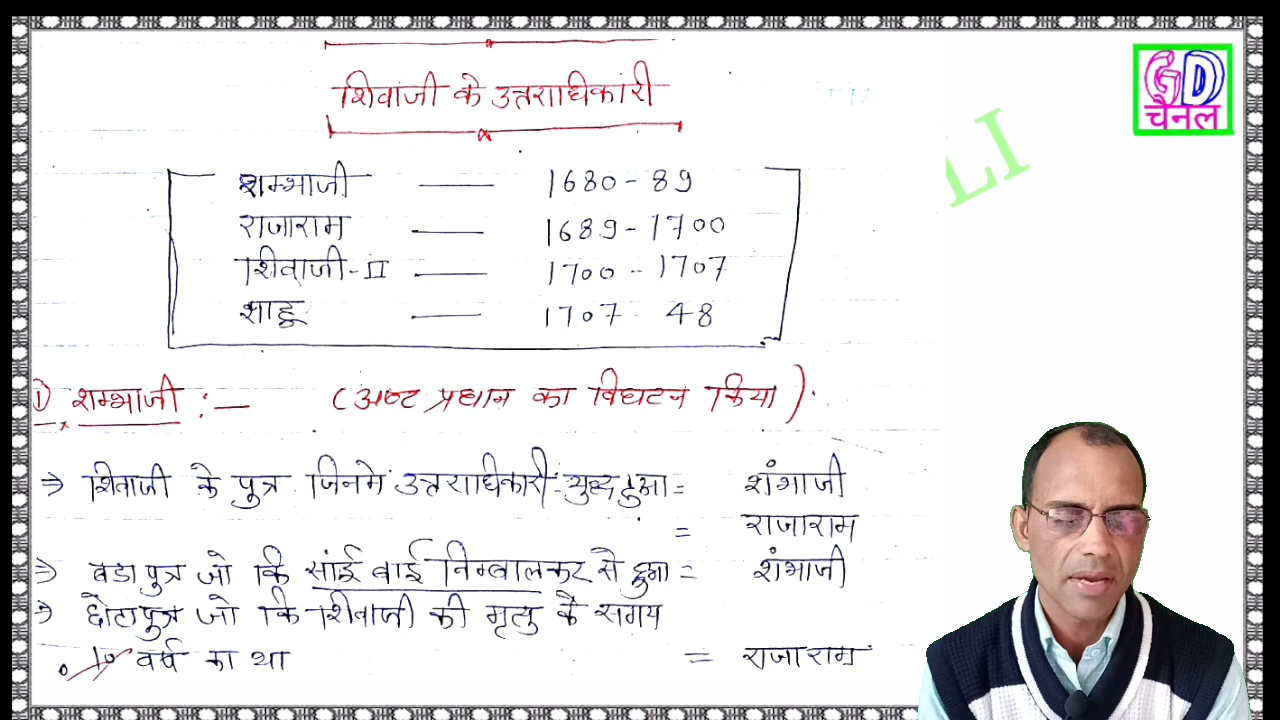 शिवाजी के उत्तराधिकारी
GD
चैनल
LI
शम्भाजी — 1680-89
राजाराम — 1689-1700
शिवाजी-II — 1700-1707
शाहू — 1707 48
① शम्भाजी :— (अष्ट प्रधान का विघटन किया).
⇒ शिवाजी के पुत्र जिनमें उत्तराधिकारी युद्ध हुआ = शंभाजी
= राजाराम
⇒ बडा पुत्र जो कि सांई बाई निम्बालकर से हुआ = शंभाजी
⇒ छोटा पुत्र जो कि शिवाजी की मृत्यु के समय
वर्ष का था = राजाराम